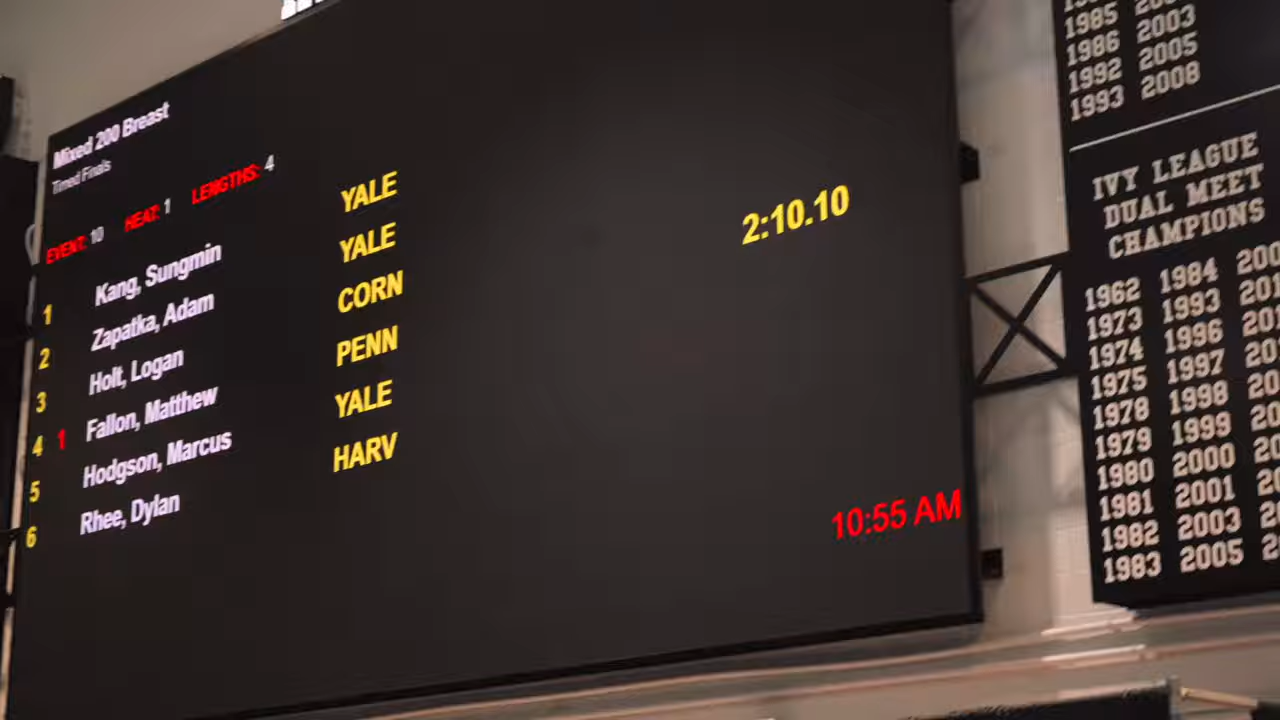 Mixed 200 Breast
Timed Finals
EVENT: 10 HEAT: 1 LENGTHS: 4
1 Kang, Sungmin YALE 2:10.10
2 Zapatka, Adam YALE
3 Holt, Logan CORN
4 1 Fallon, Matthew PENN
5 Hodgson, Marcus YALE
6 Rhee, Dylan HARV
10:55 AM
1985
1986 2003
1992 2005
1993 2008
IVY LEAGUE
DUAL MEET
CHAMPIONS
1962 1984
1973 1993
1974 1996
1975 1997
1978 1998
1979 1999
1980 2000
1981 2001
1982 2003
1983 2005